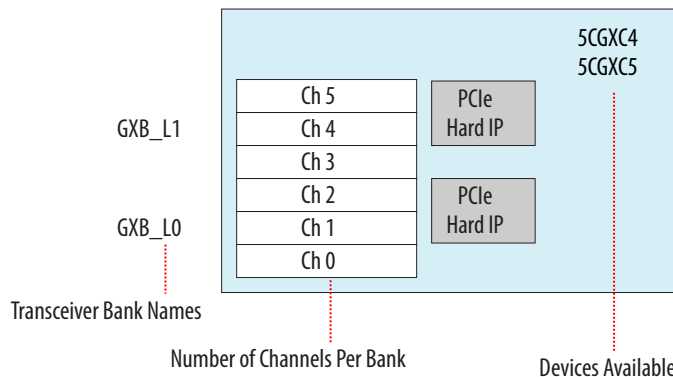 5CGXC4
5CGXC5
Ch 5
PCIe
Hard IP
GXB_L1
Ch 4
Ch 3
Ch 2
PCIe
Hard IP
GXB_L0
Ch 1
Ch 0
Transceiver Bank Names
Number of Channels Per Bank
Devices Available